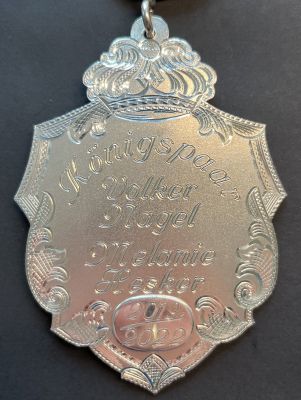 Königspaar
Volker
Nagel
Melanie
Hesker
2019
2022